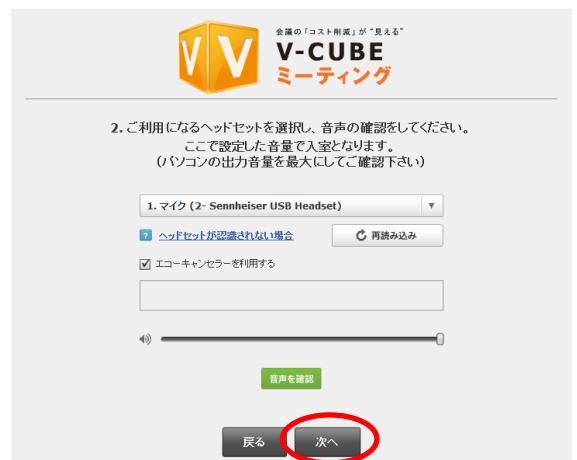 会議の「コスト削減」が“見える”
V-CUBE
ミーティング
2. ご利用になるヘッドセットを選択し、音声の確認をしてください。
ここで設定した音量で入室となります。
(パソコンの出力音量を最大にしてご確認下さい)
1. マイク (2- Sennheiser USB Headset)
? ヘッドセットが認識されない場合
再読み込み
エコーキャンセラーを利用する
音声を確認
戻る 次へ